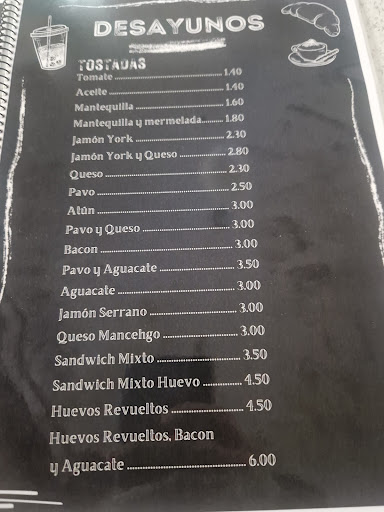 DESAYUNOS
TOSTADAS
Tomate 1.40
Aceite 1.40
Mantequilla 1.60
Mantequilla y mermelada 1.80
Jamón York 2.30
Jamón York y Queso 2.80
Queso 2.30
Pavo 2.50
Atún 3.00
Pavo y Queso 3.00
Bacon 3.00
Pavo y Aguacate 3.50
Aguacate 3.00
Jamón Serrano 3.00
Queso Mancehgo 3.00
Sandwich Mixto 3.50
Sandwich Mixto Huevo 4.50
Huevos Revueltos 4.50
Huevos Revueltos, Bacon
y Aguacate 6.00